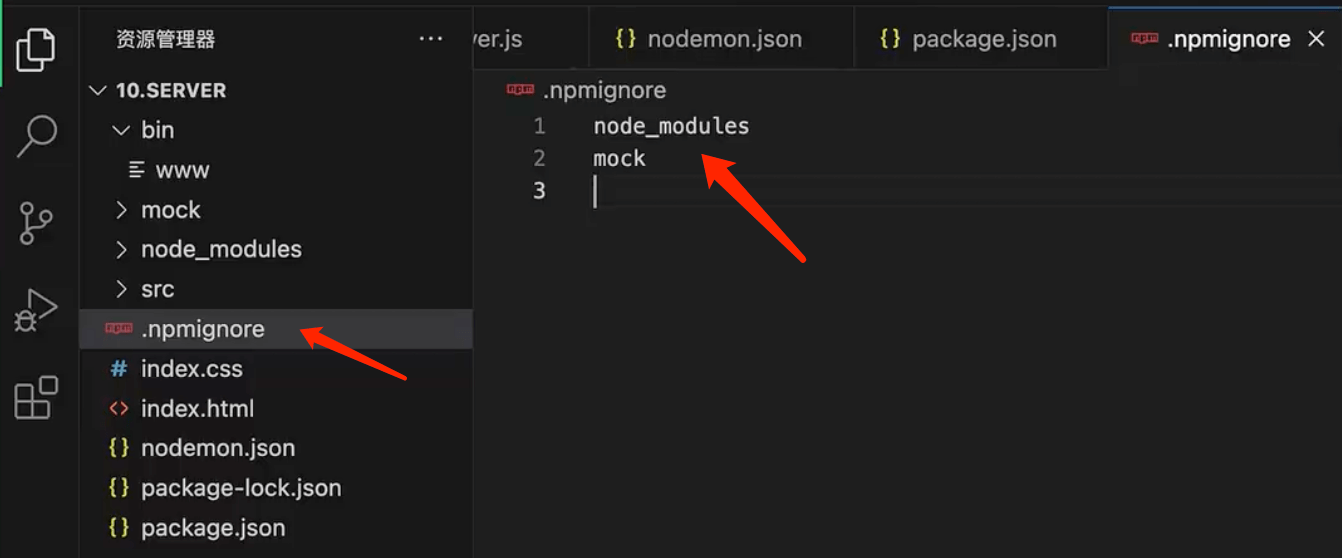 资源管理器
10.SERVER
bin
www
mock
node_modules
src
.npmignore
index.css
index.html
nodemon.json
package-lock.json
package.json
ver.js
nodemon.json
package.json
.npmignore
.npmignore
1 node_modules
2 mock
3